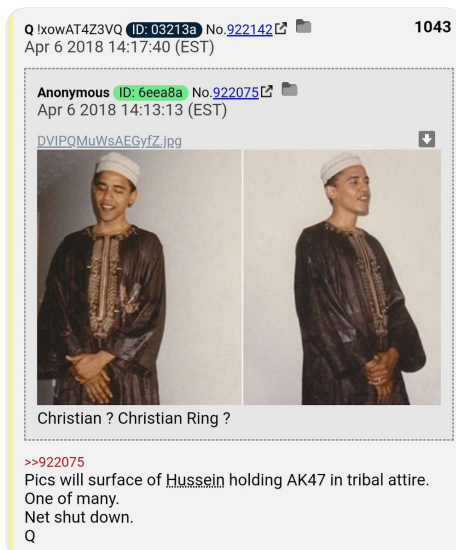 Q !xowAT4Z3VQ ID: 03213a No.922142 1043
Apr 6 2018 14:17:40 (EST)
Anonymous ID: 6eea8a No.922075
Apr 6 2018 14:13:13 (EST)
DVIPQMuWsAEGyfZ.jpg
Christian ? Christian Ring ?
>>922075
Pics will surface of Hussein holding AK47 in tribal attire.
One of many.
Net shut down.
Q